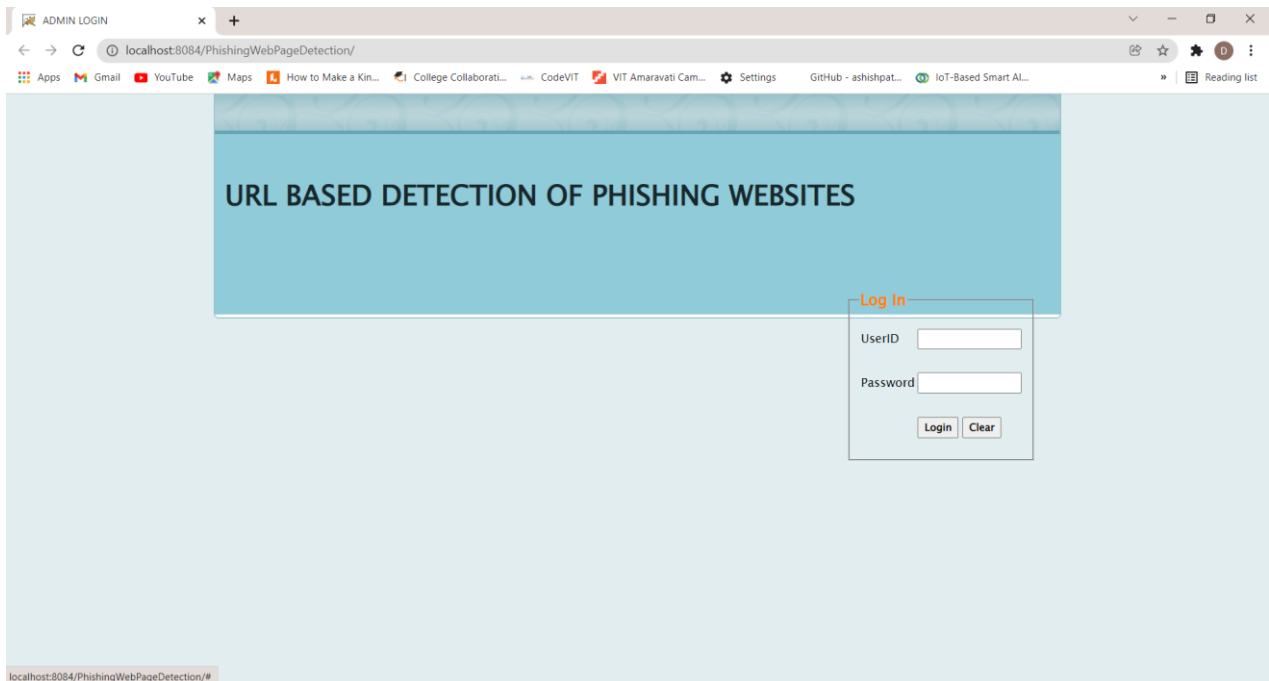 ADMIN LOGIN
localhost:8084/PhishingWebPageDetection/
D
Apps Gmail YouTube Maps How to Make a Kin... College Collaborati... CodeVIT VIT Amaravati Cam... Settings GitHub - ashishpat... IoT-Based Smart Al... » Reading list
URL BASED DETECTION OF PHISHING WEBSITES
Log In
UserID
Password
Login Clear
localhost:8084/PhishingWebPageDetection/#